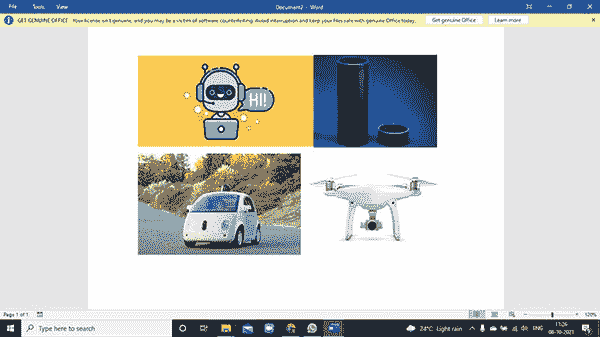 Document2 - Word
File Tools View
GET GENUINE OFFICE Your license isn't genuine, and you may be a victim of software counterfeiting. Avoid interruption and keep your files safe with genuine Office today. Get genuine Office Learn more
HI!
Page 1 of 1 120%
Type here to search 24°C Light rain ENG 11:26
08-10-2021